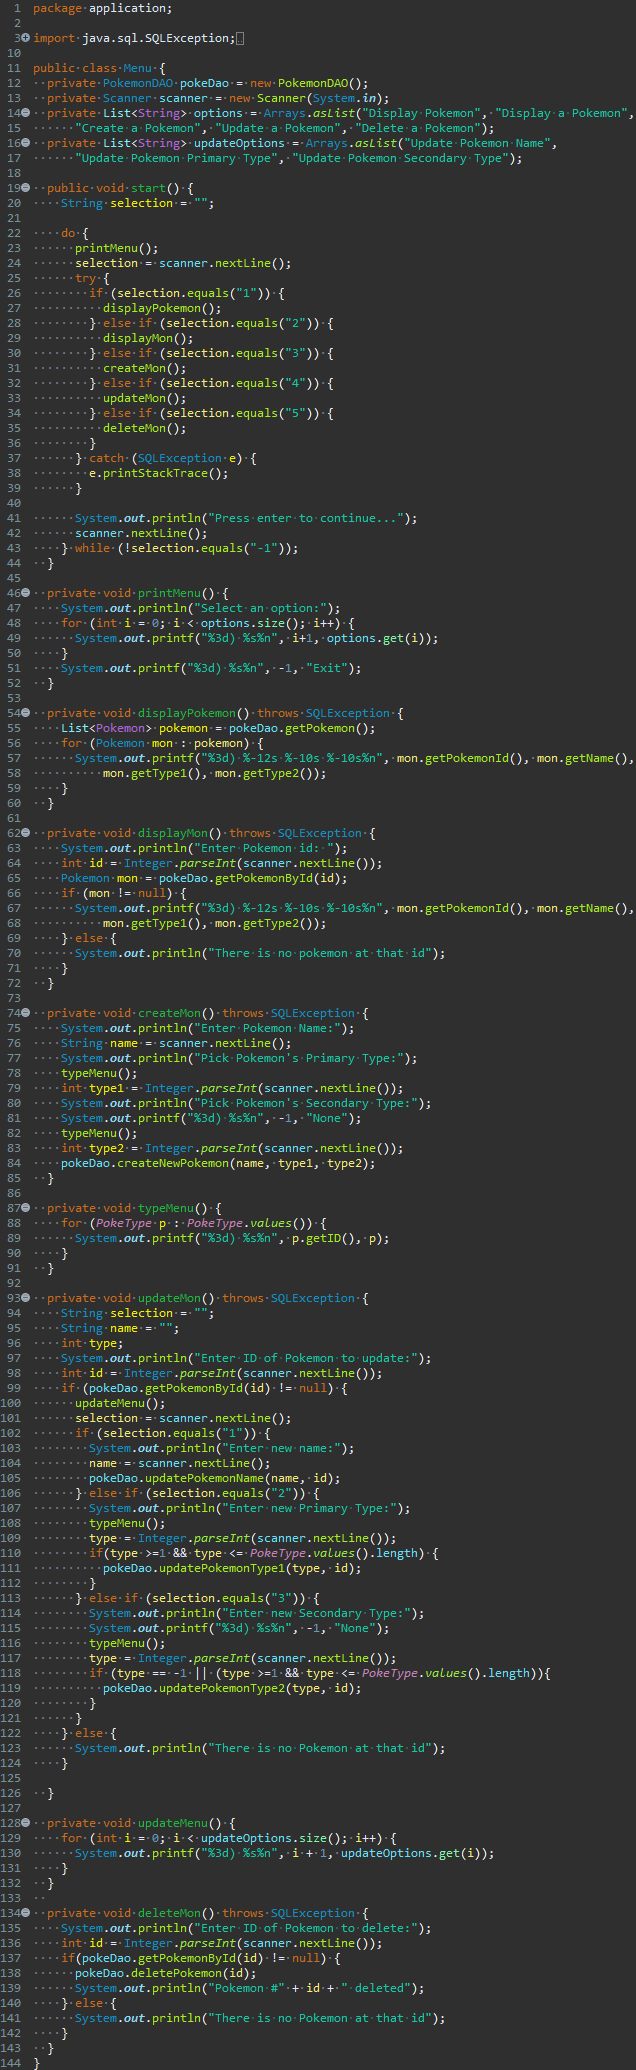 1 package application;
2
3 import java.sql.SQLException;
10
11 public class Menu {
12   private PokemonDAO pokeDao = new PokemonDAO();
13   private Scanner scanner = new Scanner(System.in);
14   private List<String> options = Arrays.asList("Display Pokemon", "Display a Pokemon",
15       "Create a Pokemon", "Update a Pokemon", "Delete a Pokemon");
16   private List<String> updateOptions = Arrays.asList("Update Pokemon Name",
17       "Update Pokemon Primary Type", "Update Pokemon Secondary Type");
18
19   public void start() {
20     String selection = "";
21
22     do {
23       printMenu();
24       selection = scanner.nextLine();
25       try {
26         if (selection.equals("1")) {
27           displayPokemon();
28         } else if (selection.equals("2")) {
29           displayMon();
30         } else if (selection.equals("3")) {
31           createMon();
32         } else if (selection.equals("4")) {
33           updateMon();
34         } else if (selection.equals("5")) {
35           deleteMon();
36         }
37       } catch (SQLException e) {
38         e.printStackTrace();
39       }
40
41       System.out.println("Press enter to continue...");
42       scanner.nextLine();
43     } while (!selection.equals("-1"));
44   }
45
46   private void printMenu() {
47     System.out.println("Select an option:");
48     for (int i = 0; i < options.size(); i++) {
49       System.out.printf("%3d) %s%n", i+1, options.get(i));
50     }
51     System.out.printf("%3d) %s%n", -1, "Exit");
52   }
53
54   private void displayPokemon() throws SQLException {
55     List<Pokemon> pokemon = pokeDao.getPokemon();
56     for (Pokemon mon : pokemon) {
57       System.out.printf("%3d) %-12s %-10s %-10s%n", mon.getPokemonId(), mon.getName(),
58           mon.getType1(), mon.getType2());
59     }
60   }
61
62   private void displayMon() throws SQLException {
63     System.out.println("Enter Pokemon id: ");
64     int id = Integer.parseInt(scanner.nextLine());
65     Pokemon mon = pokeDao.getPokemonById(id);
66     if (mon != null) {
67       System.out.printf("%3d) %-12s %-10s %-10s%n", mon.getPokemonId(), mon.getName(),
68           mon.getType1(), mon.getType2());
69     } else {
70       System.out.println("There is no pokemon at that id");
71     }
72   }
73
74   private void createMon() throws SQLException {
75     System.out.println("Enter Pokemon Name:");
76     String name = scanner.nextLine();
77     System.out.println("Pick Pokemon's Primary Type:");
78     typeMenu();
79     int type1 = Integer.parseInt(scanner.nextLine());
80     System.out.println("Pick Pokemon's Secondary Type:");
81     System.out.printf("%3d) %s%n", -1, "None");
82     typeMenu();
83     int type2 = Integer.parseInt(scanner.nextLine());
84     pokeDao.createNewPokemon(name, type1, type2);
85   }
86
87   private void typeMenu() {
88     for (PokeType p : PokeType.values()) {
89       System.out.printf("%3d) %s%n", p.getID(), p);
90     }
91   }
92
93   private void updateMon() throws SQLException {
94     String selection = "";
95     String name = "";
96     int type;
97     System.out.println("Enter ID of Pokemon to update:");
98     int id = Integer.parseInt(scanner.nextLine());
99     if (pokeDao.getPokemonById(id) != null) {
100       updateMenu();
101       selection = scanner.nextLine();
102       if (selection.equals("1")) {
103         System.out.println("Enter new name:");
104         name = scanner.nextLine();
105         pokeDao.updatePokemonName(name, id);
106       } else if (selection.equals("2")) {
107         System.out.println("Enter new Primary Type:");
108         typeMenu();
109         type = Integer.parseInt(scanner.nextLine());
110         if(type >=1 && type <= PokeType.values().length) {
111           pokeDao.updatePokemonType1(type, id);
112         }
113       } else if (selection.equals("3")) {
114         System.out.println("Enter new Secondary Type:");
115         System.out.printf("%3d) %s%n", -1, "None");
116         typeMenu();
117         type = Integer.parseInt(scanner.nextLine());
118         if (type == -1 || (type >=1 && type <= PokeType.values().length)){
119           pokeDao.updatePokemonType2(type, id);
120         }
121       }
122     } else {
123       System.out.println("There is no Pokemon at that id");
124     }
125
126   }
127
128   private void updateMenu() {
129     for (int i = 0; i < updateOptions.size(); i++) {
130       System.out.printf("%3d) %s%n", i + 1, updateOptions.get(i));
131     }
132   }
133
134   private void deleteMon() throws SQLException {
135     System.out.println("Enter ID of Pokemon to delete:");
136     int id = Integer.parseInt(scanner.nextLine());
137     if(pokeDao.getPokemonById(id) != null) {
138       pokeDao.deletePokemon(id);
139       System.out.println("Pokemon #" + id + " deleted");
140     } else {
141       System.out.println("There is no Pokemon at that id");
142     }
143   }
144 }